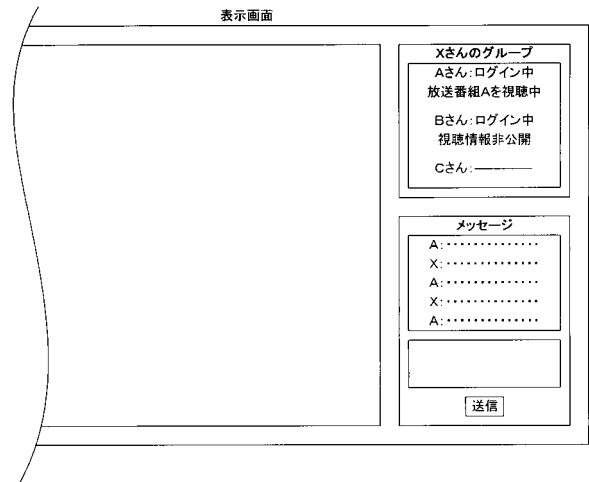 表示画面
Xさんのグループ
Aさん:ログイン中
放送番組Aを視聴中
Bさん:ログイン中
視聴情報非公開
Cさん:————
メッセージ
A:・・・・・・・・・・・・・・
X:・・・・・・・・・・・・・・
A:・・・・・・・・・・・・・・
X:・・・・・・・・・・・・・・
A:・・・・・・・・・・・・・・
送信